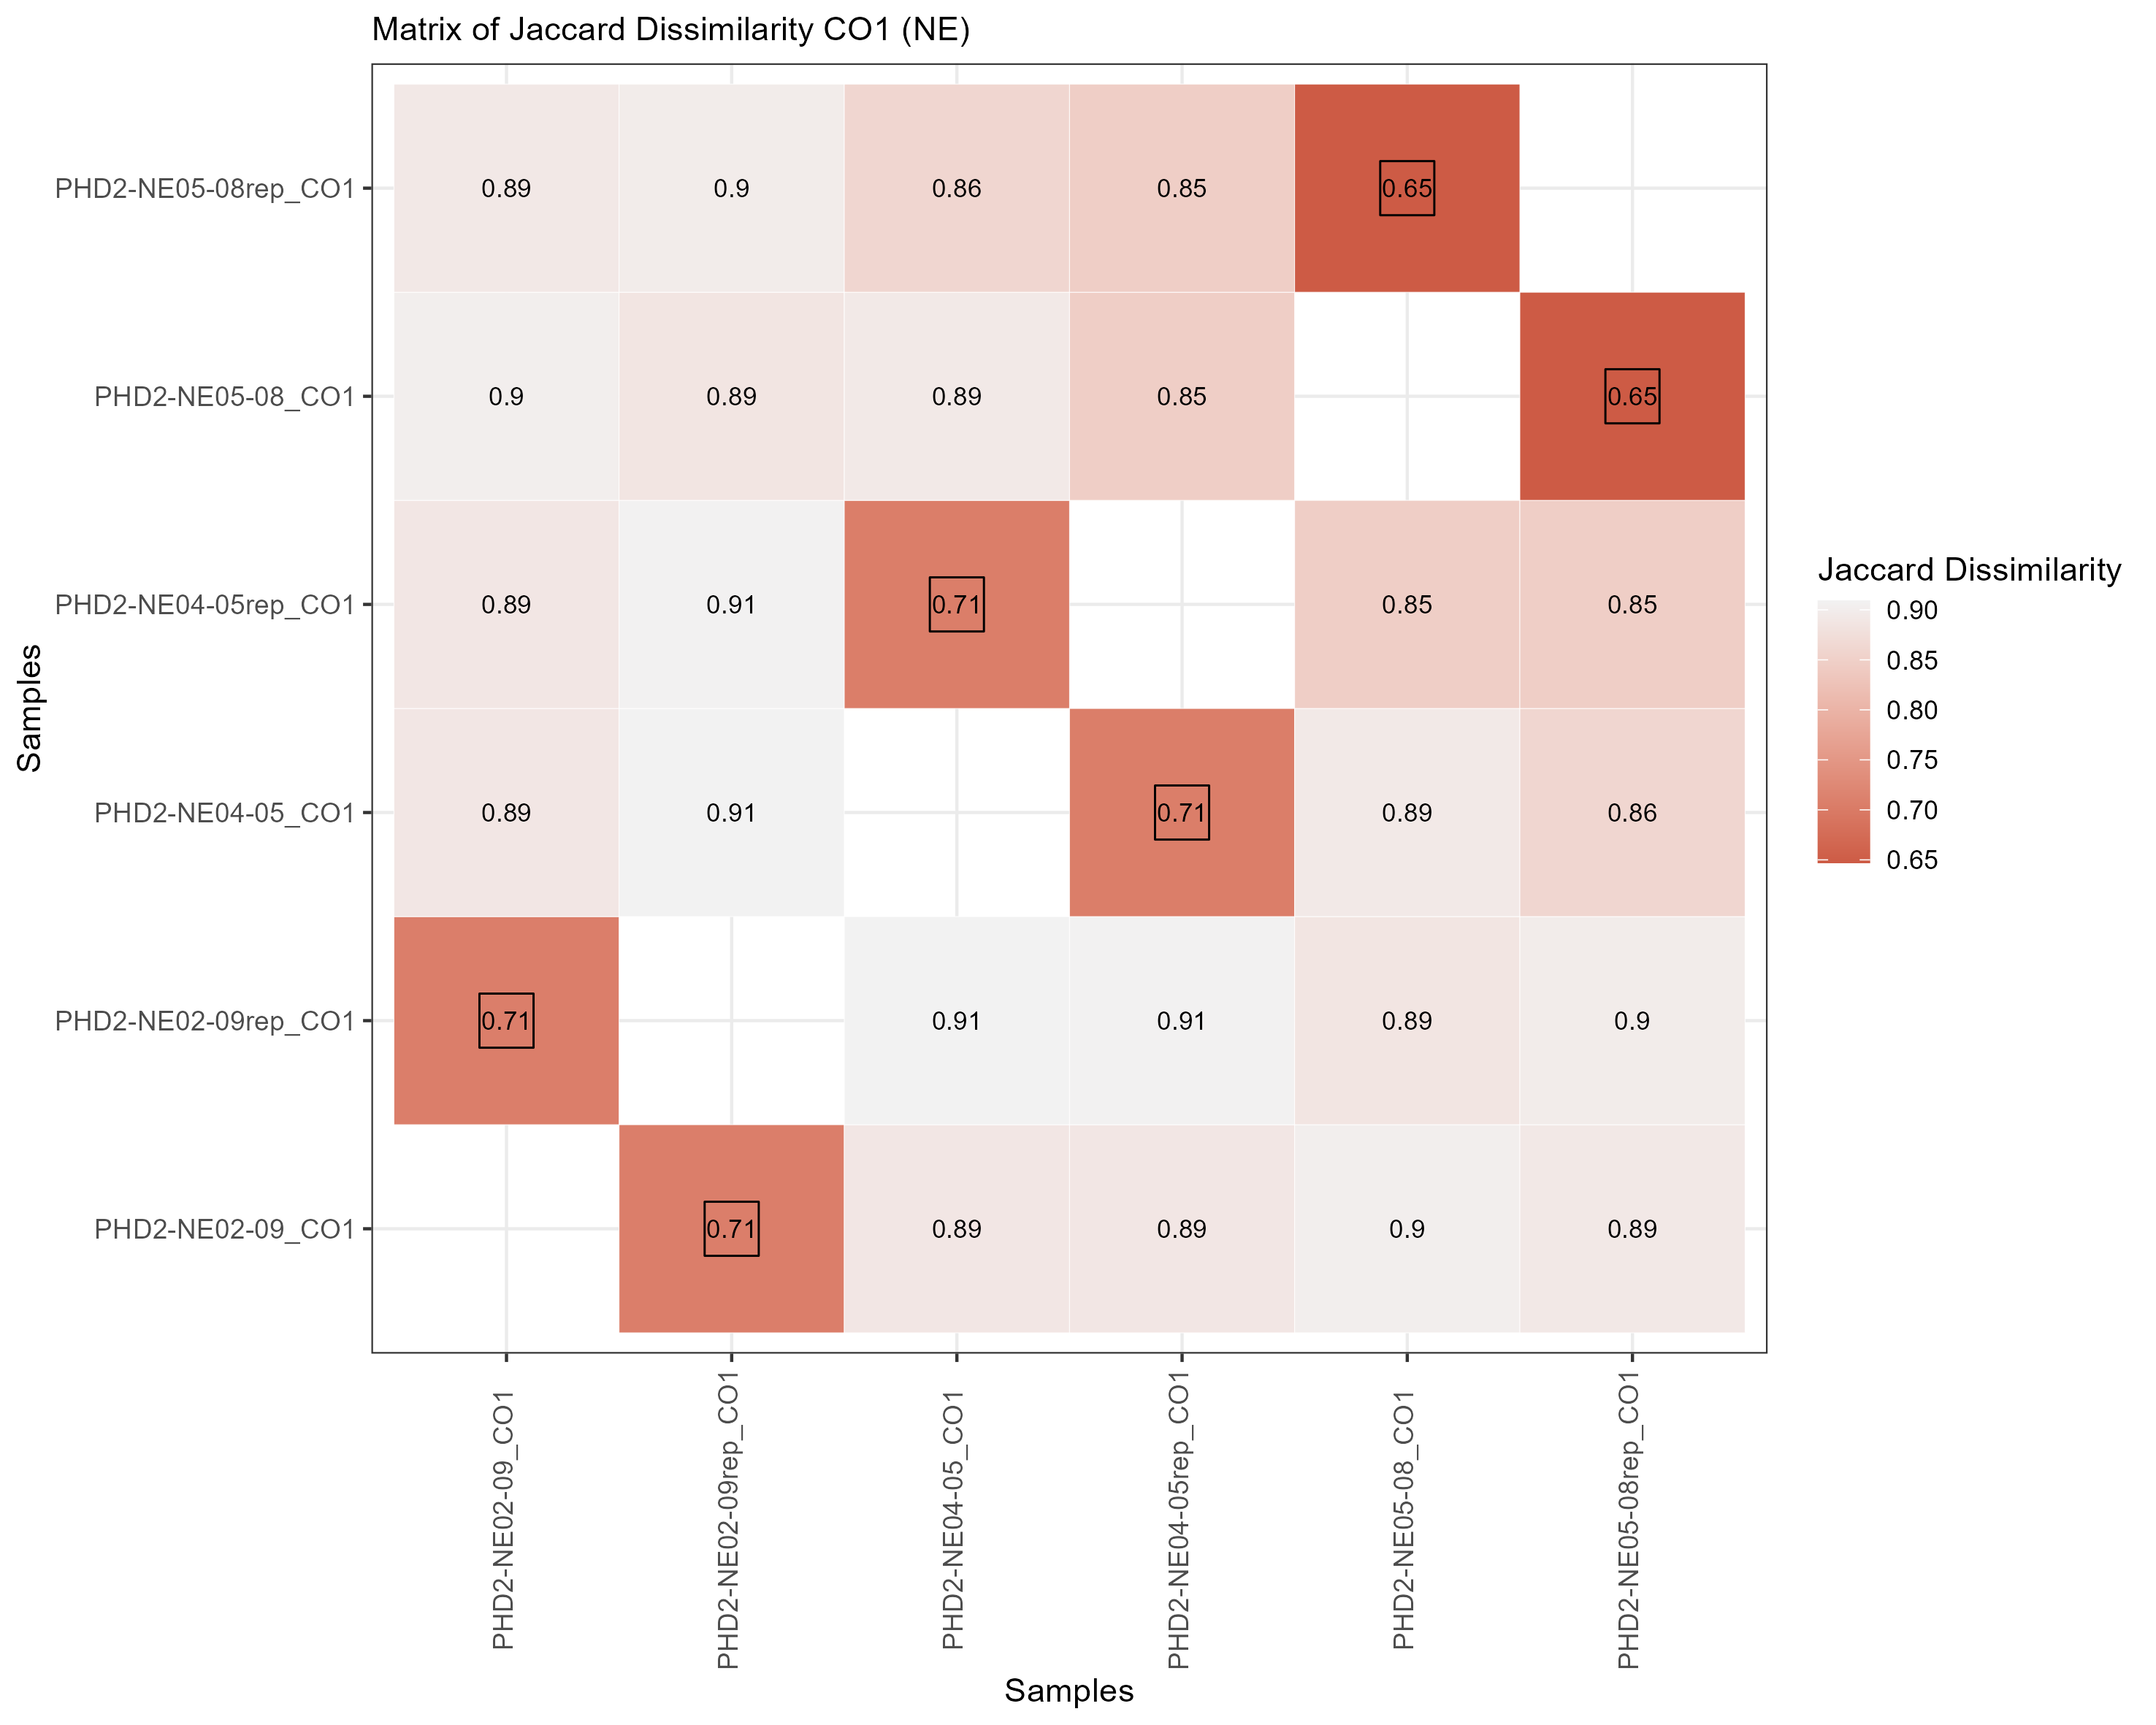 Matrix of Jaccard Dissimilarity CO1 (NE)
PHD2-NE05-08rep_CO1 0.89 0.9 0.86 0.85 0.65
PHD2-NE05-08_CO1 0.9 0.89 0.89 0.85 0.65
PHD2-NE04-05rep_CO1 0.89 0.91 0.71 0.85 0.85
PHD2-NE04-05_CO1 0.89 0.91 0.71 0.89 0.86
PHD2-NE02-09rep_CO1 0.71 0.91 0.91 0.89 0.9
PHD2-NE02-09_CO1 0.71 0.89 0.89 0.9 0.89
Samples
PHD2-NE02-09_CO1
PHD2-NE02-09rep_CO1
PHD2-NE04-05_CO1
PHD2-NE04-05rep_CO1
PHD2-NE05-08_CO1
PHD2-NE05-08rep_CO1
Samples
Jaccard Dissimilarity
0.90
0.85
0.80
0.75
0.70
0.65